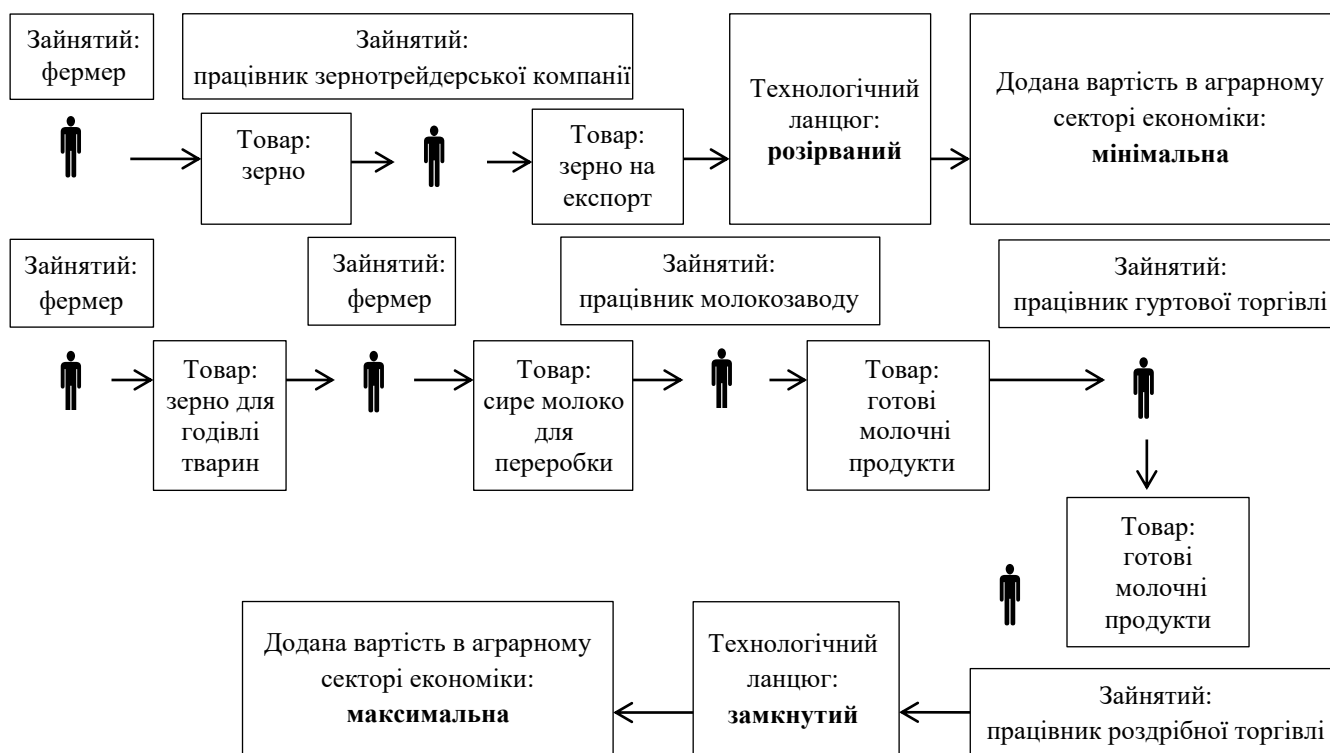 Зайнятий:
фермер
Зайнятий:
працівник зернотрейдерської компанії
Товар:
зерно
Товар:
зерно на
експорт
Технологічний
ланцюг:
розірваний
Додана вартість в аграрному
секторі економіки:
мінімальна
Зайнятий:
фермер
Товар:
зерно для
годівлі
тварин
Зайнятий:
фермер
Товар:
сире молоко
для
переробки
Зайнятий:
працівник молокозаводу
Товар:
готові
молочні
продукти
Зайнятий:
працівник гуртової торгівлі
Товар:
готові
молочні
продукти
Зайнятий:
працівник роздрібної торгівлі
Технологічний
ланцюг:
замкнутий
Додана вартість в аграрному
секторі економіки:
максимальна